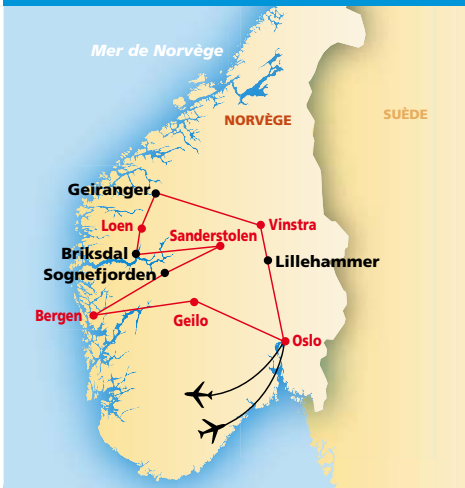 Mer de Norvège
SUÈDE
NORVÈGE
Geiranger
Loen
Vinstra
Sanderstolen
Briksdal
Lillehammer
Sognefjorden
Bergen
Geilo
Oslo